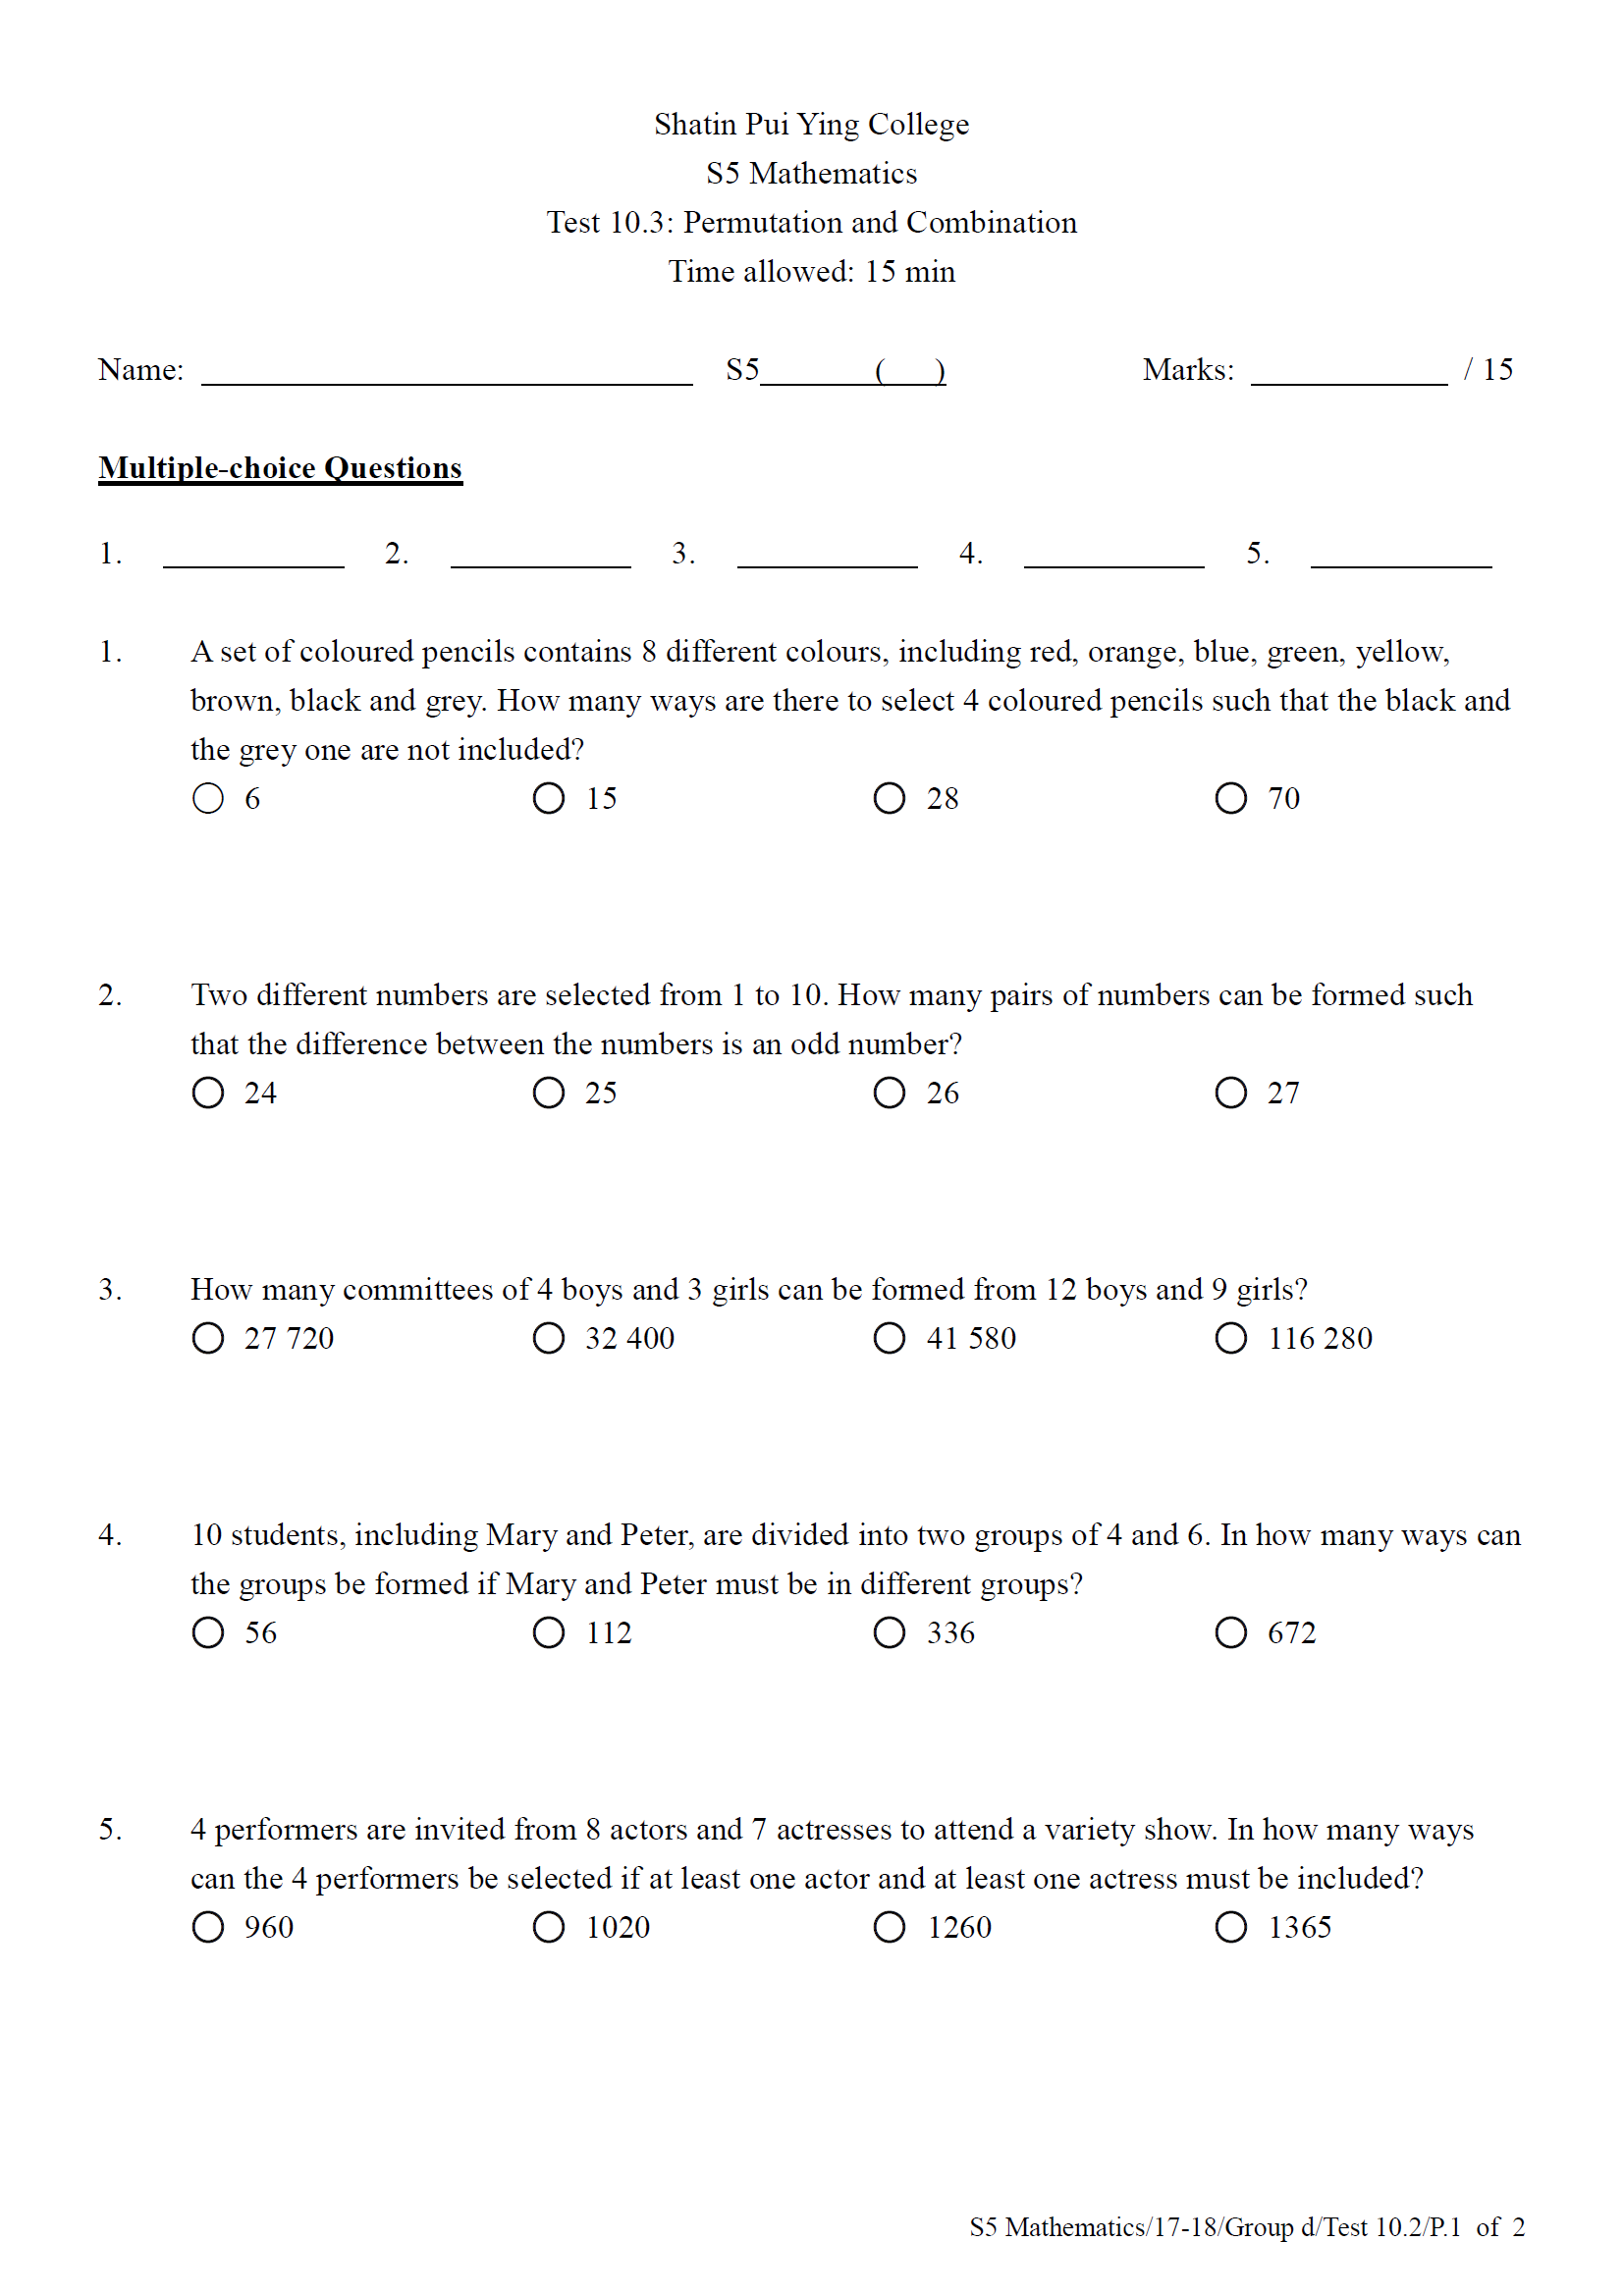 Shatin Pui Ying College
S5 Mathematics
Test 10.3: Permutation and Combination
Time allowed: 15 min
Name: ____________ S5______(   ) Marks: ________ / 15
Multiple-choice Questions
1. ________ 2. ________ 3. ________ 4. ________ 5. ________
1. A set of coloured pencils contains 8 different colours, including red, orange, blue, green, yellow,
brown, black and grey. How many ways are there to select 4 coloured pencils such that the black and
the grey one are not included?
○ 6 ○ 15 ○ 28 ○ 70
2. Two different numbers are selected from 1 to 10. How many pairs of numbers can be formed such
that the difference between the numbers is an odd number?
○ 24 ○ 25 ○ 26 ○ 27
3. How many committees of 4 boys and 3 girls can be formed from 12 boys and 9 girls?
○ 27 720 ○ 32 400 ○ 41 580 ○ 116 280
4. 10 students, including Mary and Peter, are divided into two groups of 4 and 6. In how many ways can
the groups be formed if Mary and Peter must be in different groups?
○ 56 ○ 112 ○ 336 ○ 672
5. 4 performers are invited from 8 actors and 7 actresses to attend a variety show. In how many ways
can the 4 performers be selected if at least one actor and at least one actress must be included?
○ 960 ○ 1020 ○ 1260 ○ 1365
S5 Mathematics/17-18/Group d/Test 10.2/P.1 of 2